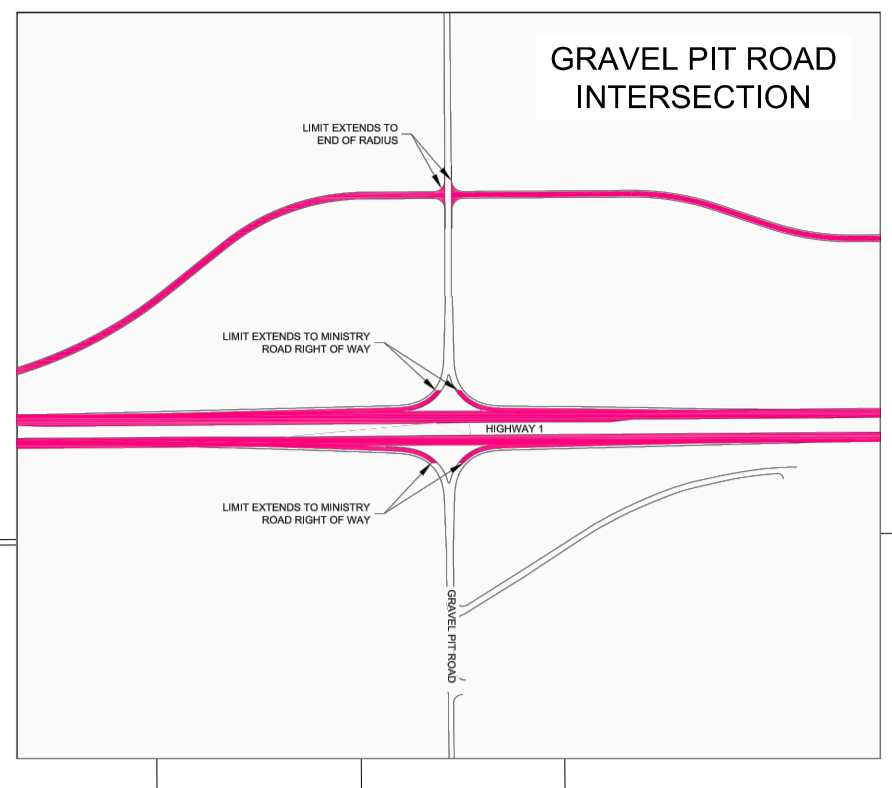 GRAVEL PIT ROAD
INTERSECTION
LIMIT EXTENDS TO
END OF RADIUS
LIMIT EXTENDS TO MINISTRY
ROAD RIGHT OF WAY
HIGHWAY 1
LIMIT EXTENDS TO MINISTRY
ROAD RIGHT OF WAY
GRAVEL PIT ROAD